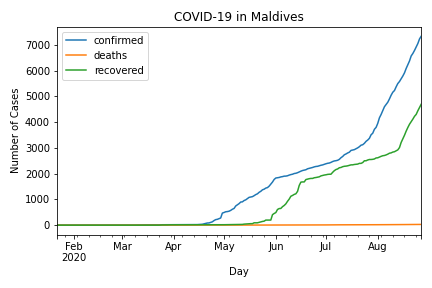 COVID-19 in Maldives
confirmed
deaths
recovered
7000
6000
5000
4000
3000
2000
1000
0
Number of Cases
Feb
2020
Mar
Apr
May
Jun
Jul
Aug
Day